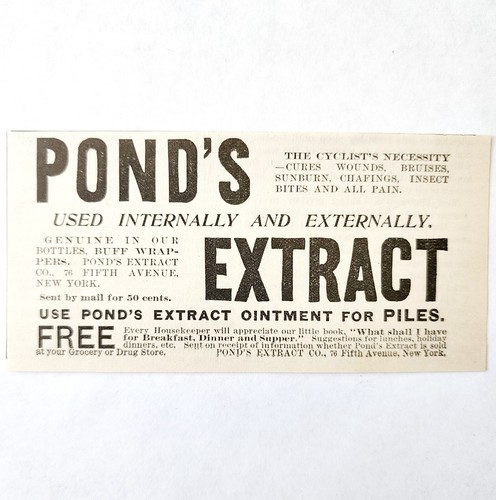 POND'S
THE CYCLIST'S NECESSITY
—CURES WOUNDS, BRUISES,
SUNBURN, CHAFINGS, INSECT
BITES AND ALL PAIN.
USED INTERNALLY AND EXTERNALLY.
GENUINE IN OUR
BOTTLES, BUFF WRAP-
PERS. POND'S EXTRACT
CO., 76 FIFTH AVENUE,
NEW YORK.
Sent by mail for 50 cents.
EXTRACT
USE POND'S EXTRACT OINTMENT FOR PILES.
FREE Every Housekeeper will appreciate our little book, "What shall I have
for Breakfast, Dinner and Supper." Suggestions for lunches, holiday
dinners, etc. Sent on receipt of information whether Pond's Extract is sold
at your Grocery or Drug Store. POND'S EXTRACT CO., 76 Fifth Avenue, New York.